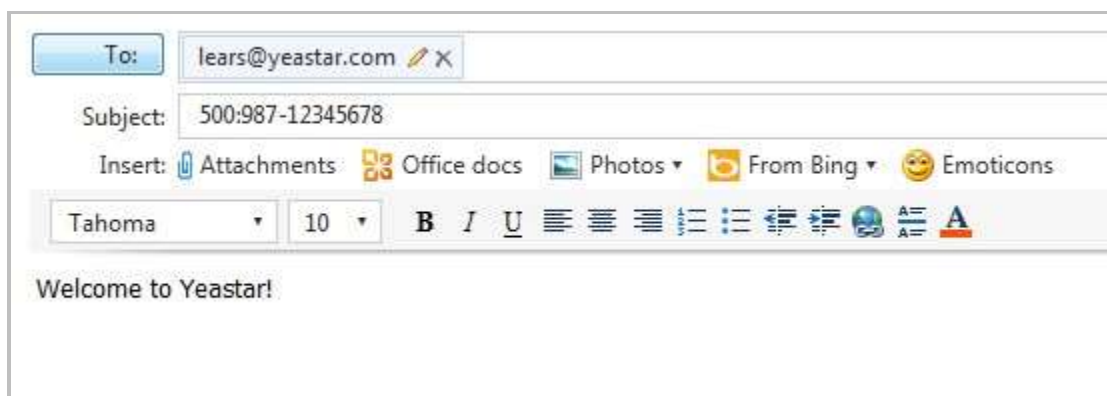 To: lears@yeastar.com
Subject: 500:987-12345678
Insert: Attachments Office docs Photos From Bing Emoticons
Tahoma 10 B I U A
Welcome to Yeastar!